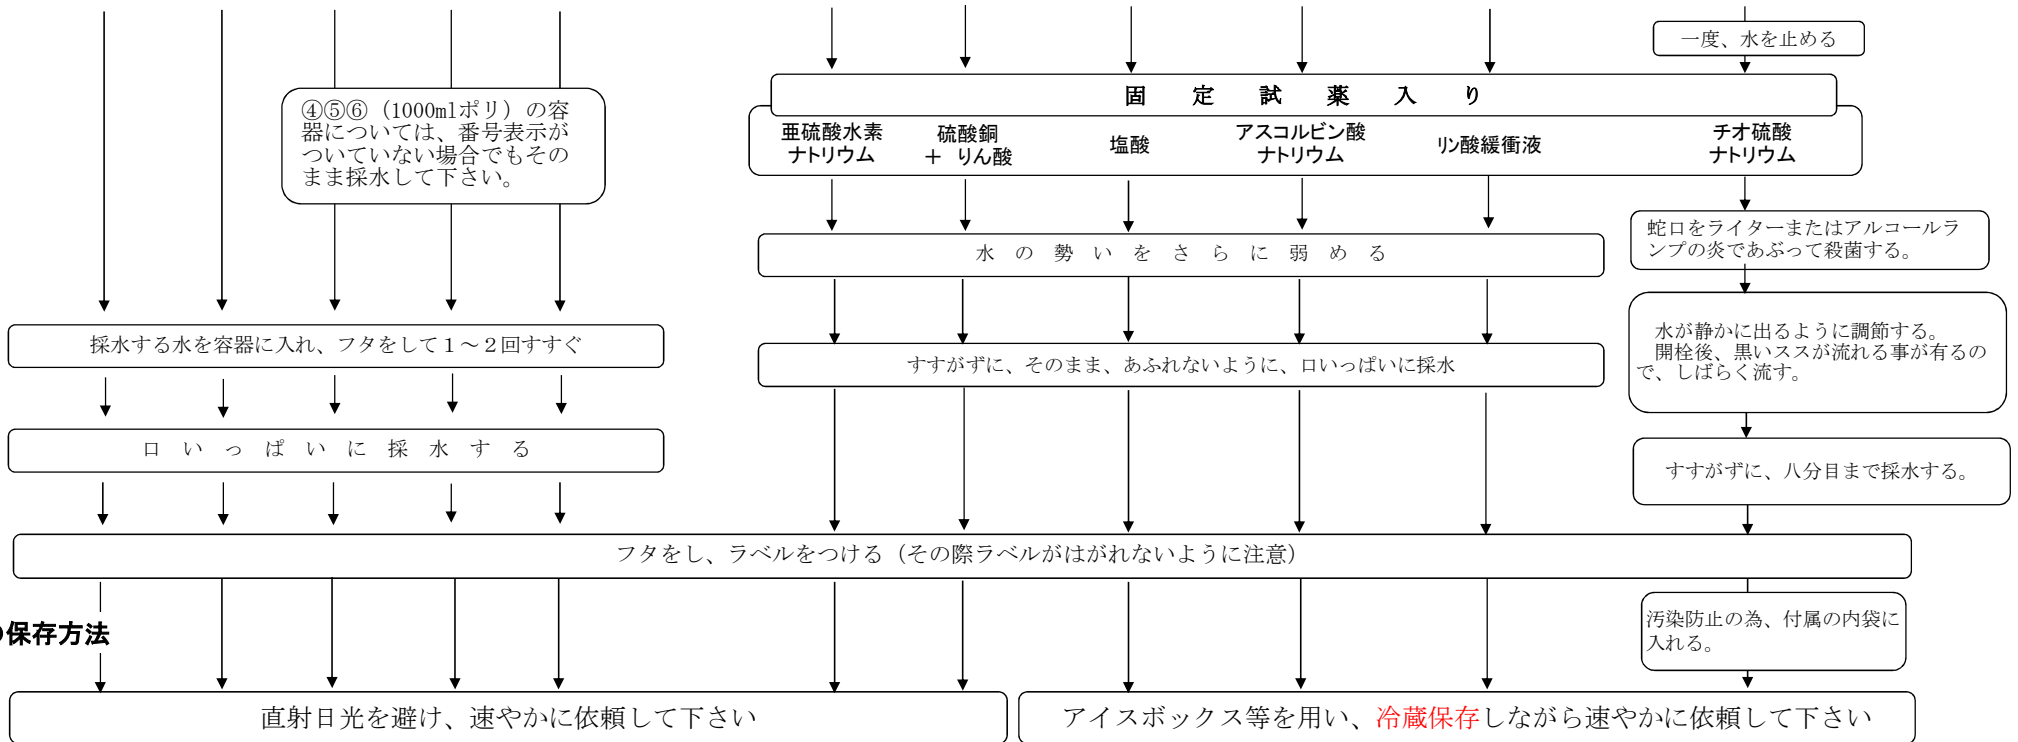 一度、水を止める
固定試薬入り
④⑤⑥（1000mlポリ）の容
器については、番号表示が
ついていない場合でもその
まま採水して下さい。
亜硫酸水素
ナトリウム
硫酸銅
＋ りん酸
塩酸
アスコルビン酸
ナトリウム
リン酸緩衝液
チオ硫酸
ナトリウム
水の勢いをさらに弱める
蛇口をライターまたはアルコールラ
ンプの炎であぶって殺菌する。
採水する水を容器に入れ、フタをして１～２回すすぐ
すすがずに、そのまま、あふれないように、口いっぱいに採水
水が静かに出るように調節する。
開栓後、黒いススが流れる事が有るの
で、しばらく流す。
口いっぱいに採水する
すすがずに、八分目まで採水する。
フタをし、ラベルをつける（その際ラベルがはがれないように注意）
の保存方法
汚染防止の為、付属の内袋に
入れる。
直射日光を避け、速やかに依頼して下さい
アイスボックス等を用い、冷蔵保存しながら速やかに依頼して下さい